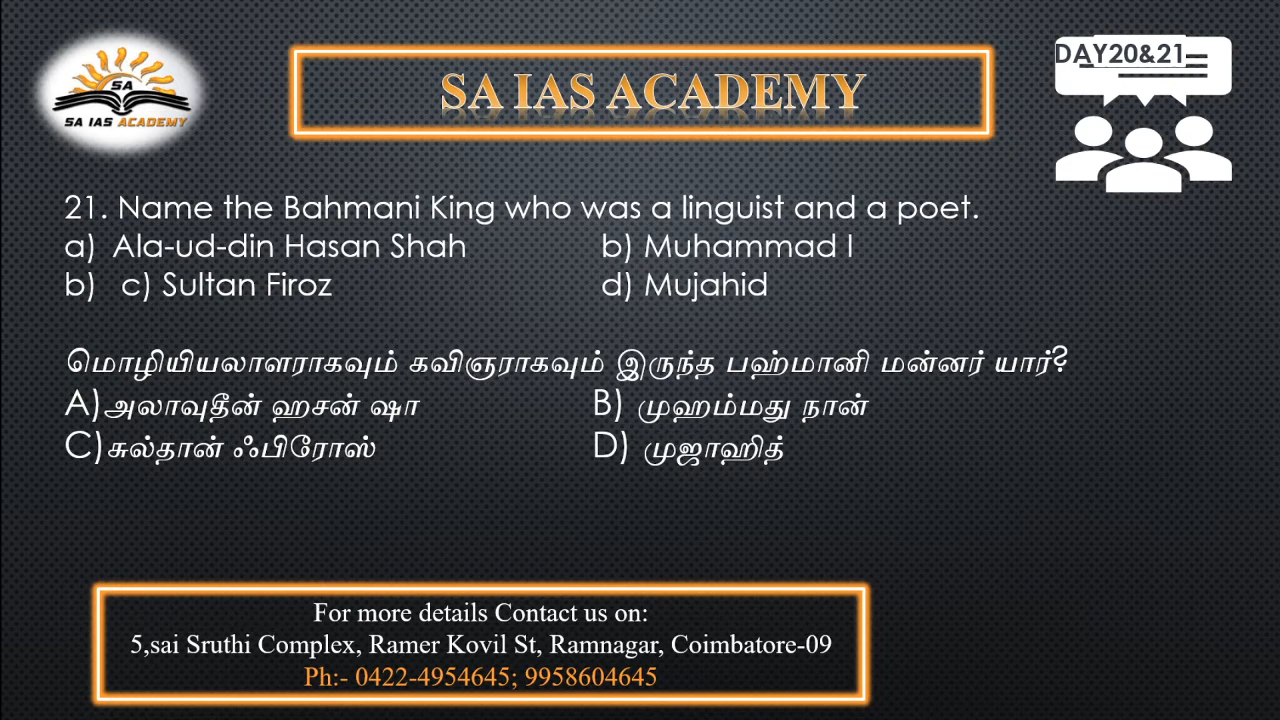 SA
SA IAS ACADEMY
SA IAS ACADEMY
DAY20&21
21. Name the Bahmani King who was a linguist and a poet.
a) Ala-ud-din Hasan Shah b) Muhammad I
b) c) Sultan Firoz d) Mujahid
மொழியியலாளராகவும் கவிஞராகவும் இருந்த பஹ்மானி மன்னர் யார்?
A)அலாவுதீன் ஹசன் ஷா B) முஹம்மது நான்
C)சுல்தான் ஃபிரோஸ் D) முஜாஹித்
For more details Contact us on:
5,sai Sruthi Complex, Ramer Kovil St, Ramnagar, Coimbatore-09
Ph:- 0422-4954645; 9958604645